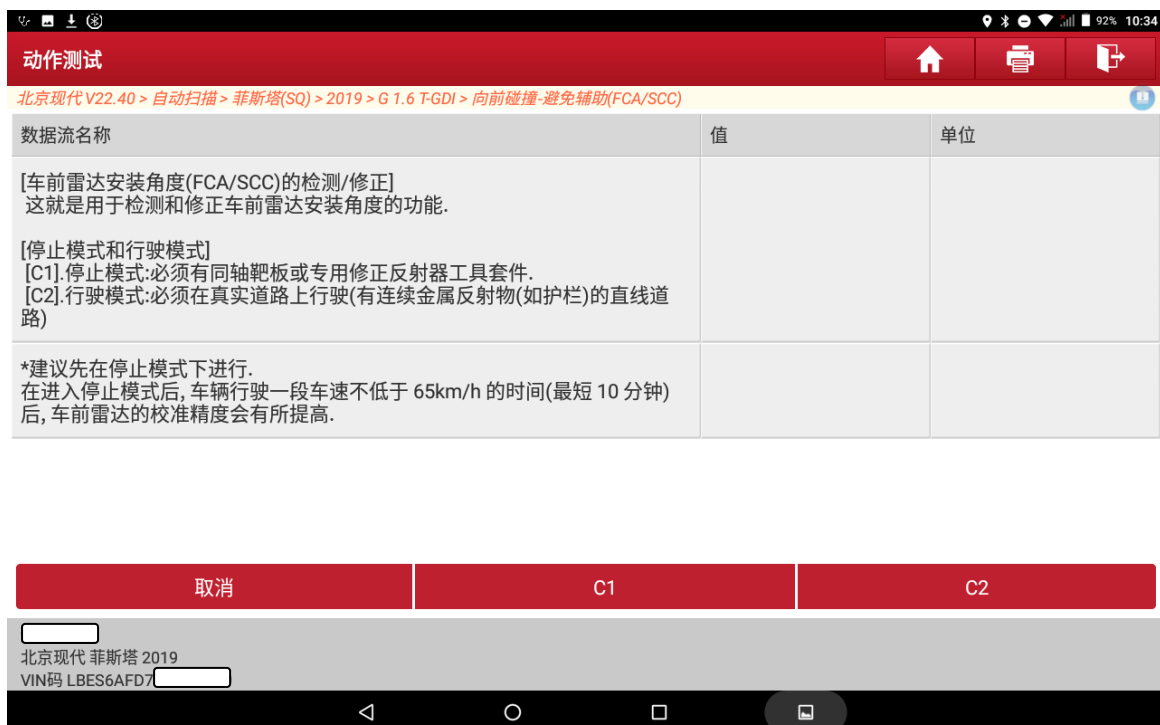 92% 10:34
动作测试
北京现代 V22.40 > 自动扫描 > 菲斯塔(SQ) > 2019 > G 1.6 T-GDI > 向前碰撞-避免辅助(FCA/SCC)
数据流名称 值 单位
[车前雷达安装角度(FCA/SCC)的检测/修正]
这就是用于检测和修正车前雷达安装角度的功能.
[停止模式和行驶模式]
[C1].停止模式:必须有同轴靶板或专用修正反射器工具套件.
[C2].行驶模式:必须在真实道路上行驶(有连续金属反射物(如护栏)的直线道
路)
*建议先在停止模式下进行.
在进入停止模式后, 车辆行驶一段车速不低于 65km/h 的时间(最短 10 分钟)
后, 车前雷达的校准精度会有所提高.
取消 C1 C2
北京现代 菲斯塔 2019
VIN码 LBES6AFD7